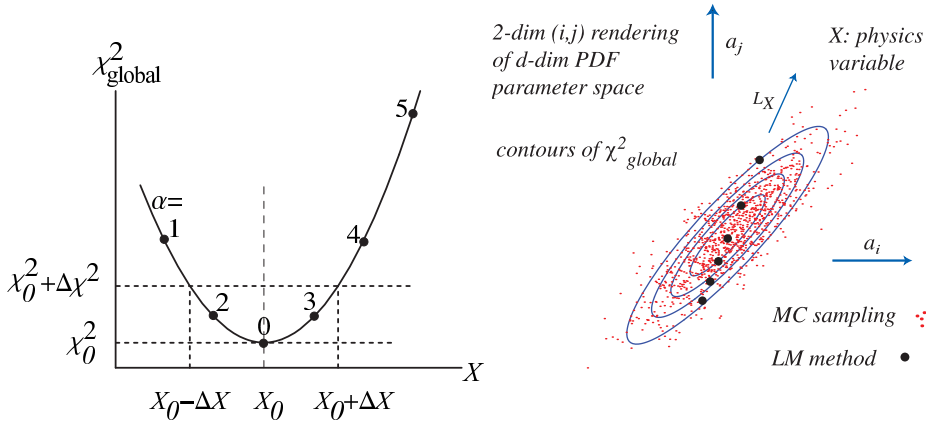 χ²global
α=
1
2
0
3
4
5
χ₀²+Δχ²
χ₀²
X₀−ΔX
X₀
X₀+ΔX
X
2-dim (i,j) rendering
of d-dim PDF
parameter space
contours of χ²global
aⱼ
X: physics
variable
L_X
aᵢ
MC sampling
LM method